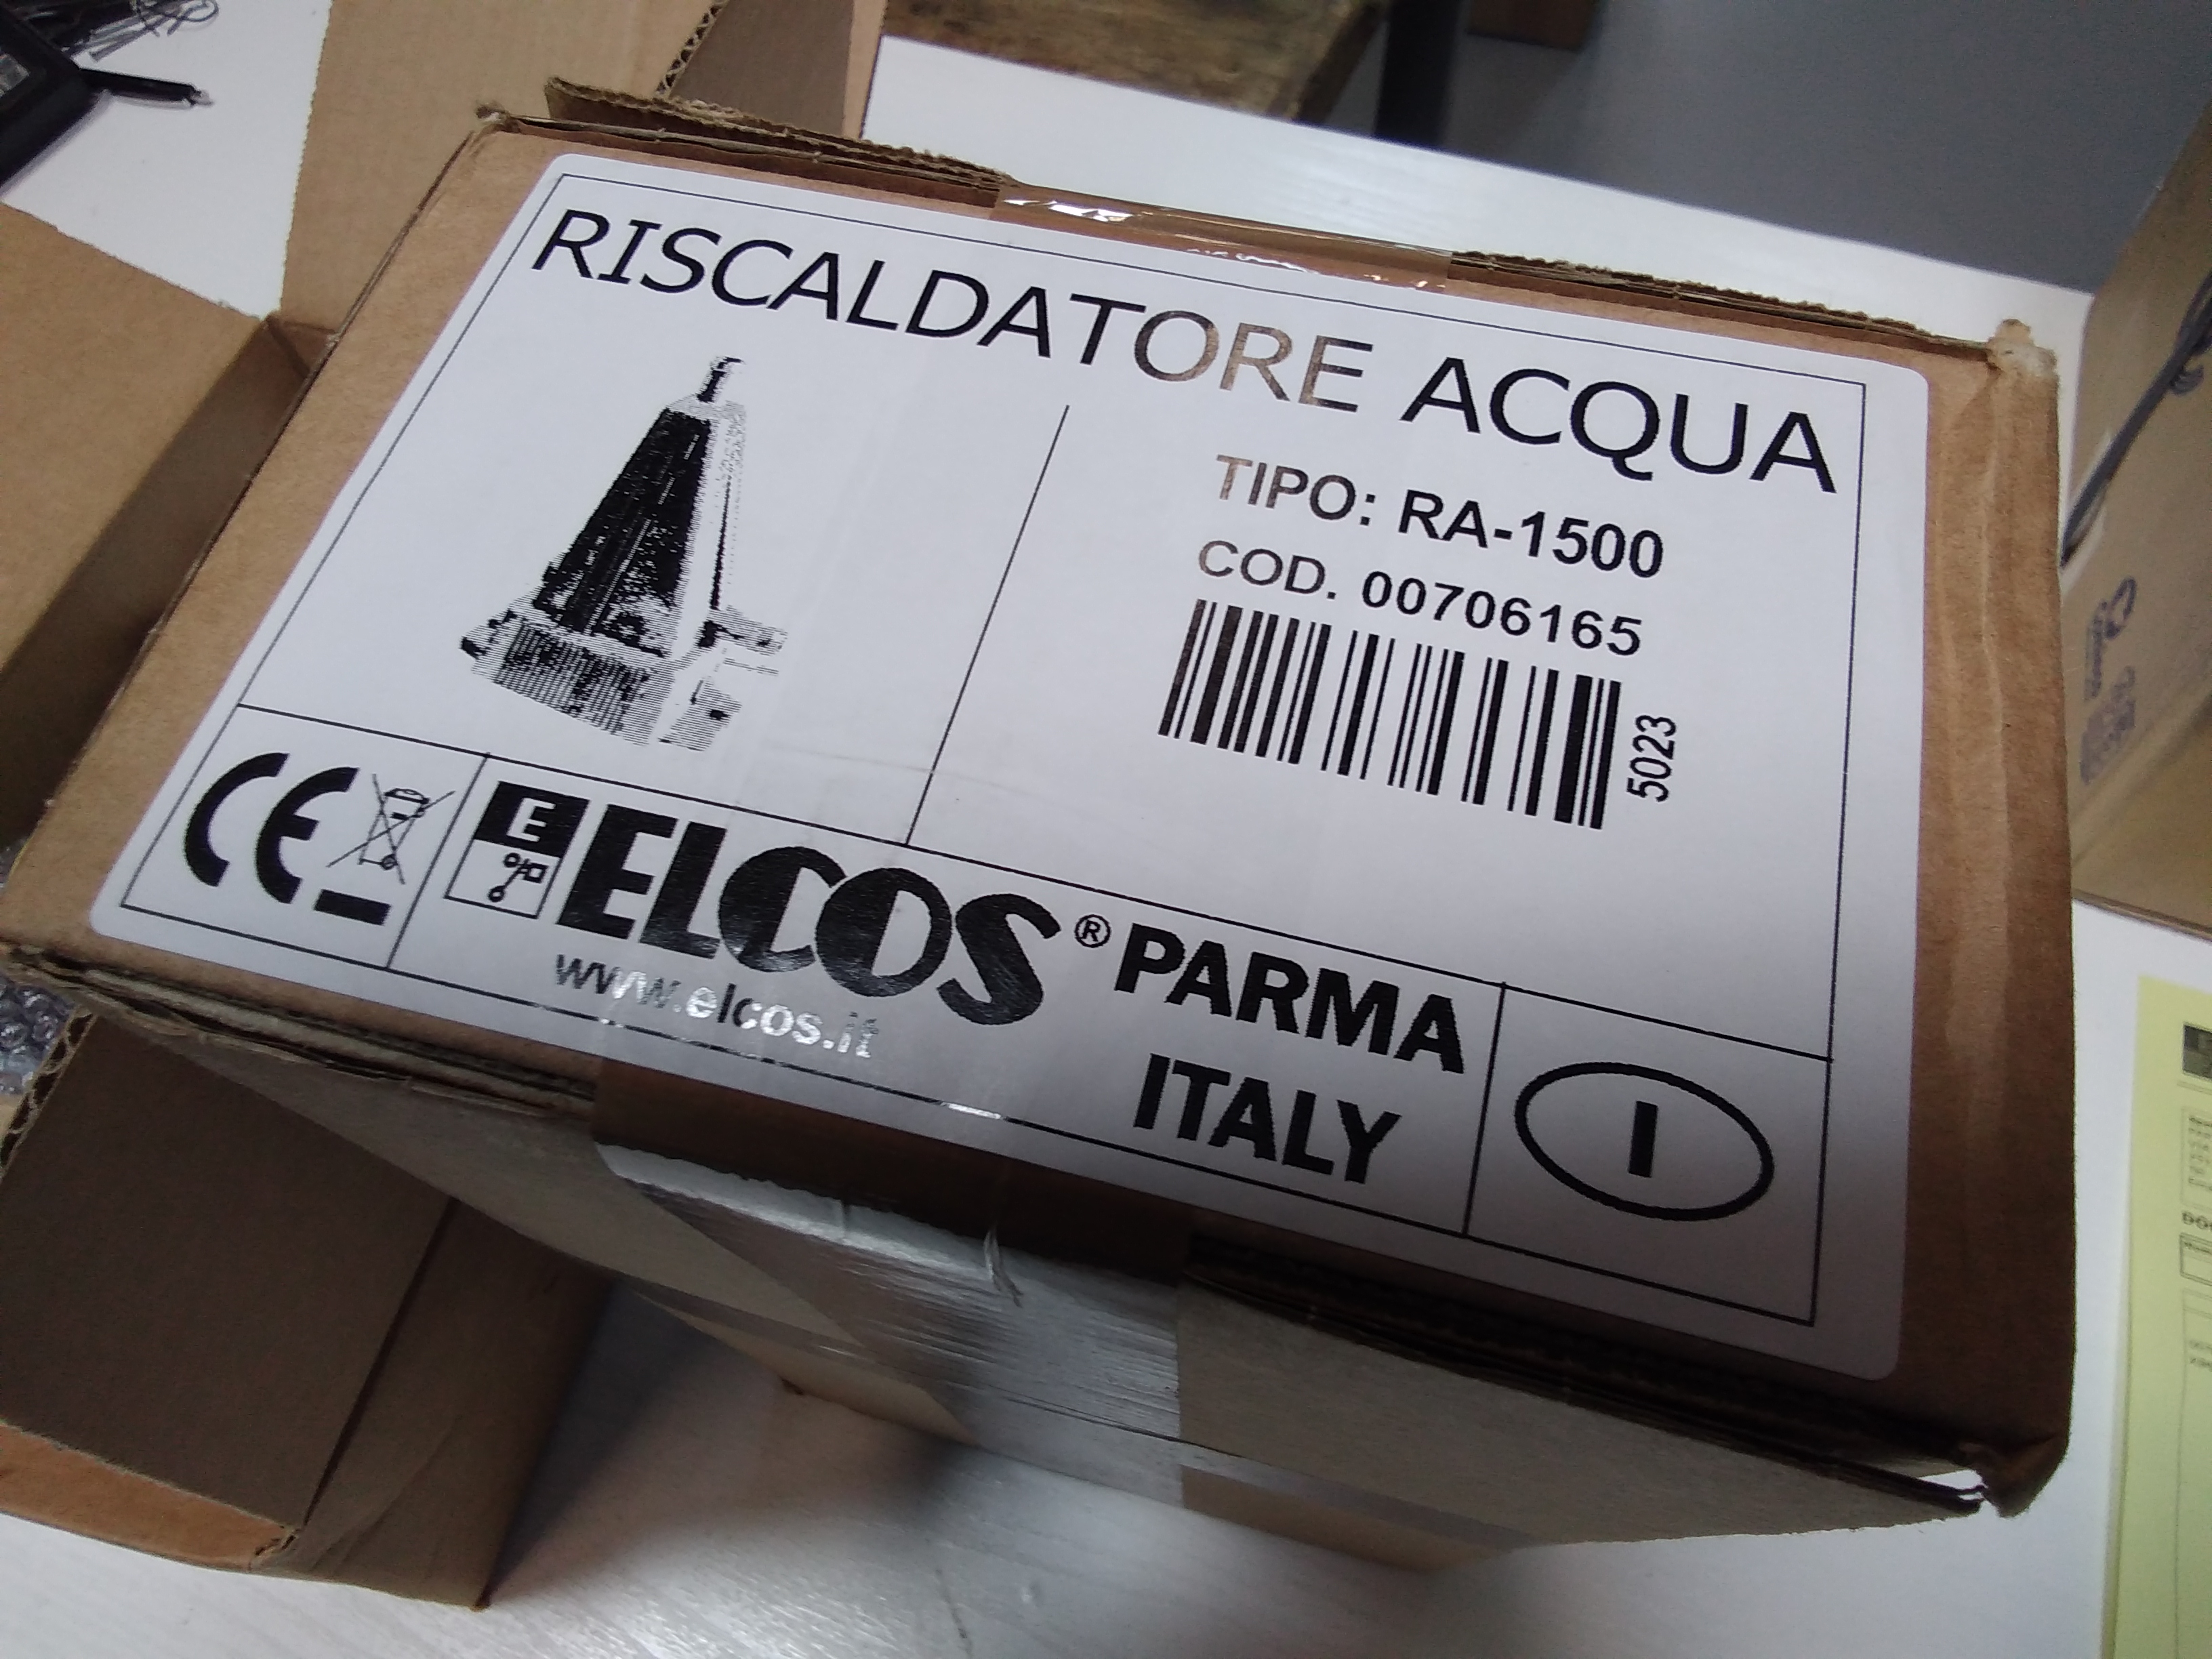 RISCALDATORE ACQUA
TIPO: RA-1500
COD. 00706165
5023
CE
E ELCOS® PARMA
www.elcos.it
ITALY
I